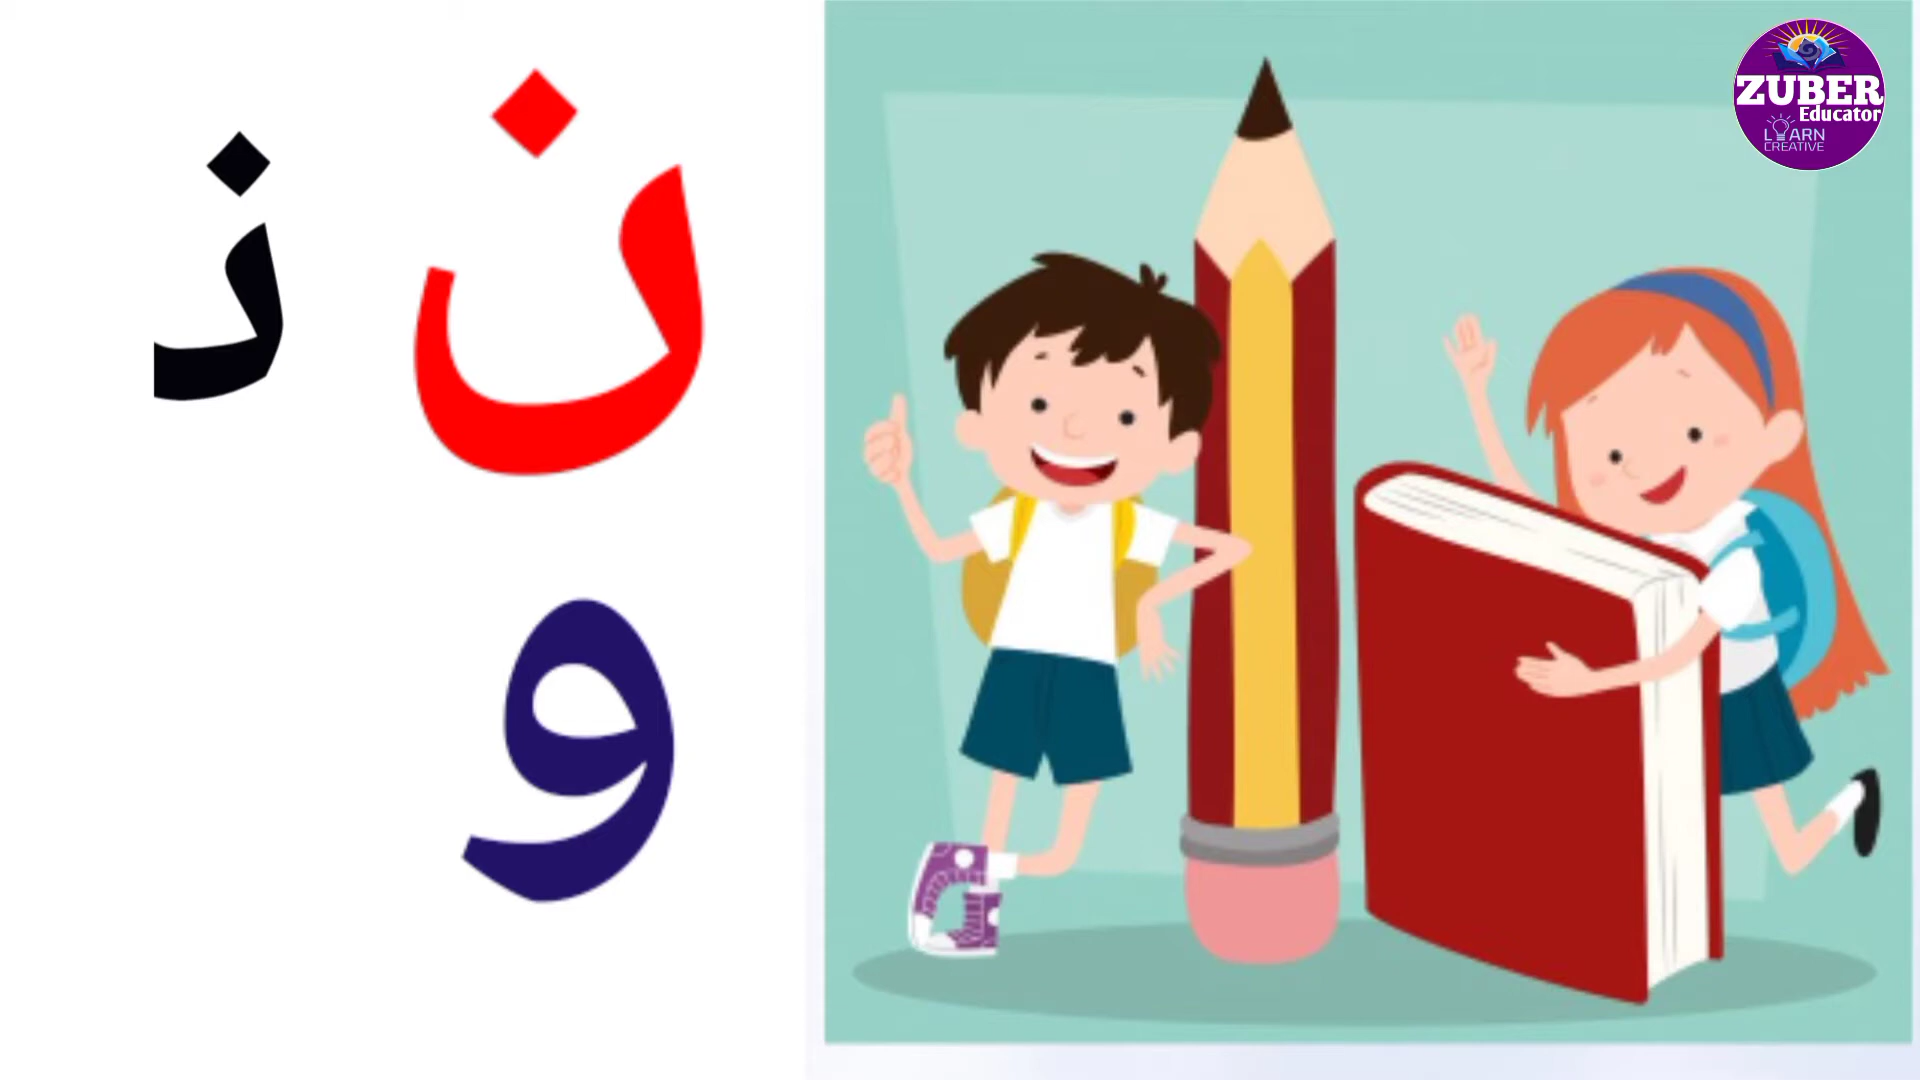 ن ﻧ
و
ZUBER
Educator
LEARN
CREATIVE